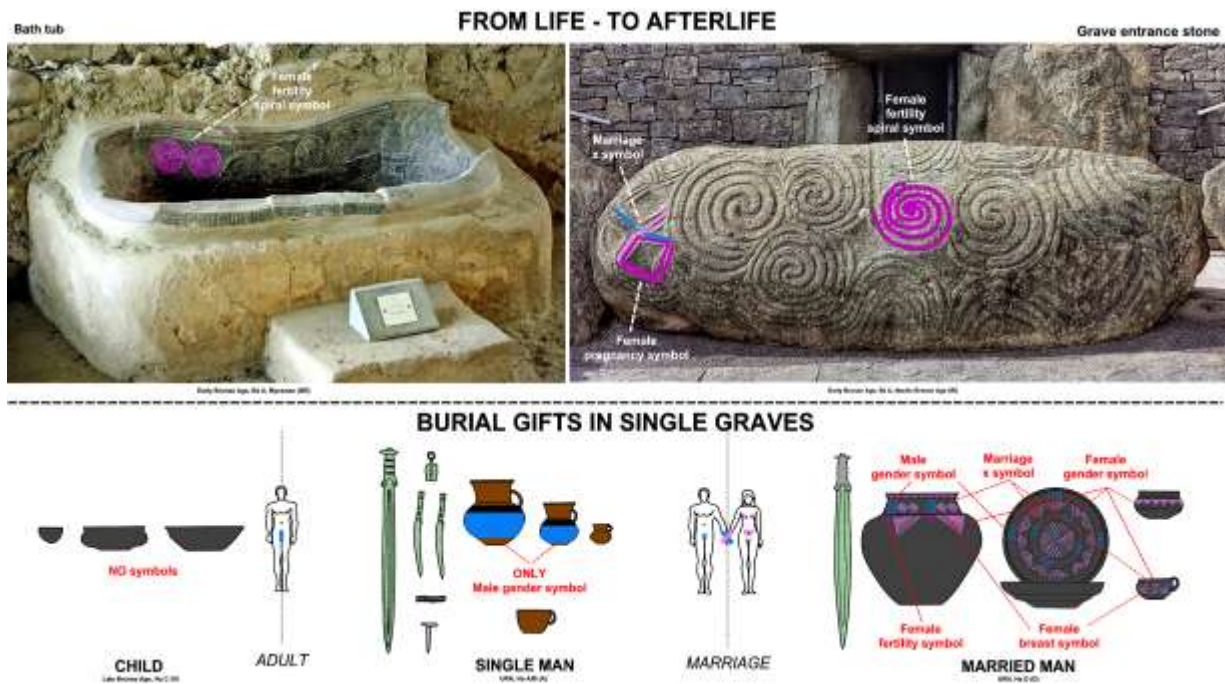 FROM LIFE - TO AFTERLIFE
Bath tub
Grave entrance stone
Female
fertility
spiral symbol
Marriage
x symbol
Female
fertility
spiral symbol
Female
pregnancy symbol
BURIAL GIFTS IN SINGLE GRAVES
NO symbols
ONLY
Male gender symbol
Male
gender symbol
Marriage
x symbol
Female
gender symbol
Female
fertility symbol
Female
breast symbol
CHILD
ADULT
SINGLE MAN
MARRIAGE
MARRIED MAN